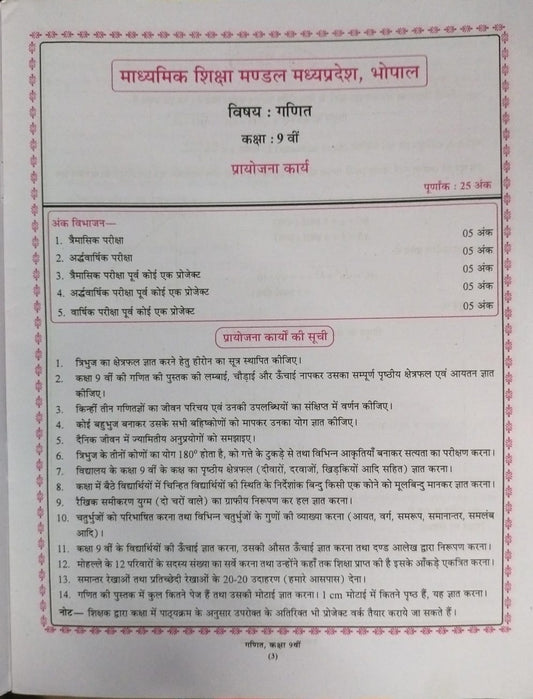 माध्यमिक शिक्षा मण्डल मध्यप्रदेश, भोपाल
विषय : गणित
कक्षा : 9 वीं
प्रायोजना कार्य
पूर्णांक : 25 अंक
अंक विभाजन—
1. त्रैमासिक परीक्षा 05 अंक
2. अर्द्धवार्षिक परीक्षा 05 अंक
3. त्रैमासिक परीक्षा पूर्व कोई एक प्रोजेक्ट 05 अंक
4. अर्द्धवार्षिक परीक्षा पूर्व कोई एक प्रोजेक्ट 05 अंक
5. वार्षिक परीक्षा पूर्व कोई एक प्रोजेक्ट 05 अंक
प्रायोजना कार्यों की सूची
1. त्रिभुज का क्षेत्रफल ज्ञात करने हेतु हीरोन का सूत्र स्थापित कीजिए।
2. कक्षा 9 वीं की गणित की पुस्तक की लम्बाई, चौड़ाई और ऊँचाई नापकर उसका सम्पूर्ण पृष्ठीय क्षेत्रफल एवं आयतन ज्ञात
कीजिए।
3. किन्हीं तीन गणितज्ञों का जीवन परिचय एवं उनकी उपलब्धियों का संक्षिप्त में वर्णन कीजिए।
4. कोई बहुभुज बनाकर उसके सभी बहिष्कोणों को मापकर उनका योग ज्ञात कीजिए।
5. दैनिक जीवन में ज्यामितीय अनुप्रयोगों को समझाइए।
6. त्रिभुज के तीनों कोणों का योग 180° होता है, को गत्ते के टुकड़े से तथा विभिन्न आकृतियाँ बनाकर सत्यता का परीक्षण करना।
7. विद्यालय के कक्षा 9 वीं के कक्ष का पृष्ठीय क्षेत्रफल (दीवारों, दरवाजों, खिड़कियों आदि सहित) ज्ञात करना।
8. कक्षा में बैठे विद्यार्थियों में चिन्हित विद्यार्थियों की स्थिति के निर्देशांक बिन्दु किसी एक कोने को मूलबिन्दु मानकर ज्ञात करना।
9. रैखिक समीकरण युग्म (दो चरों वाले) का ग्राफीय निरूपण कर हल ज्ञात करना।
10. चतुर्भुजों को परिभाषित करना तथा विभिन्न चतुर्भुजों के गुणों की व्याख्या करना (आयत, वर्ग, समरूप, समानान्तर, समलंब
आदि)।
11. कक्षा 9 वीं के विद्यार्थियों की ऊँचाई ज्ञात करना, उसकी औसत ऊँचाई ज्ञात करना तथा दण्ड आलेख द्वारा निरूपण करना।
12. मोहल्ले के 12 परिवारों के सदस्य संख्या का सर्वे करना तथा उन्होंने कहाँ तक शिक्षा प्राप्त की है इसके आँकड़े एकत्रित करना।
13. समान्तर रेखाओं तथा प्रतिच्छेदी रेखाओं के 20-20 उदाहरण (हमारे आसपास) देना।
14. गणित की पुस्तक में कुल कितने पेज हैं तथा उसकी मोटाई ज्ञात करना। 1 cm मोटाई में कितने पृष्ठ हैं, यह ज्ञात करना।
नोट— शिक्षक द्वारा कक्षा में पाठ्यक्रम के अनुसार उपरोक्त के अतिरिक्त भी प्रोजेक्ट वर्क तैयार कराये जा सकते हैं।
गणित, कक्षा 9वीं
(3)